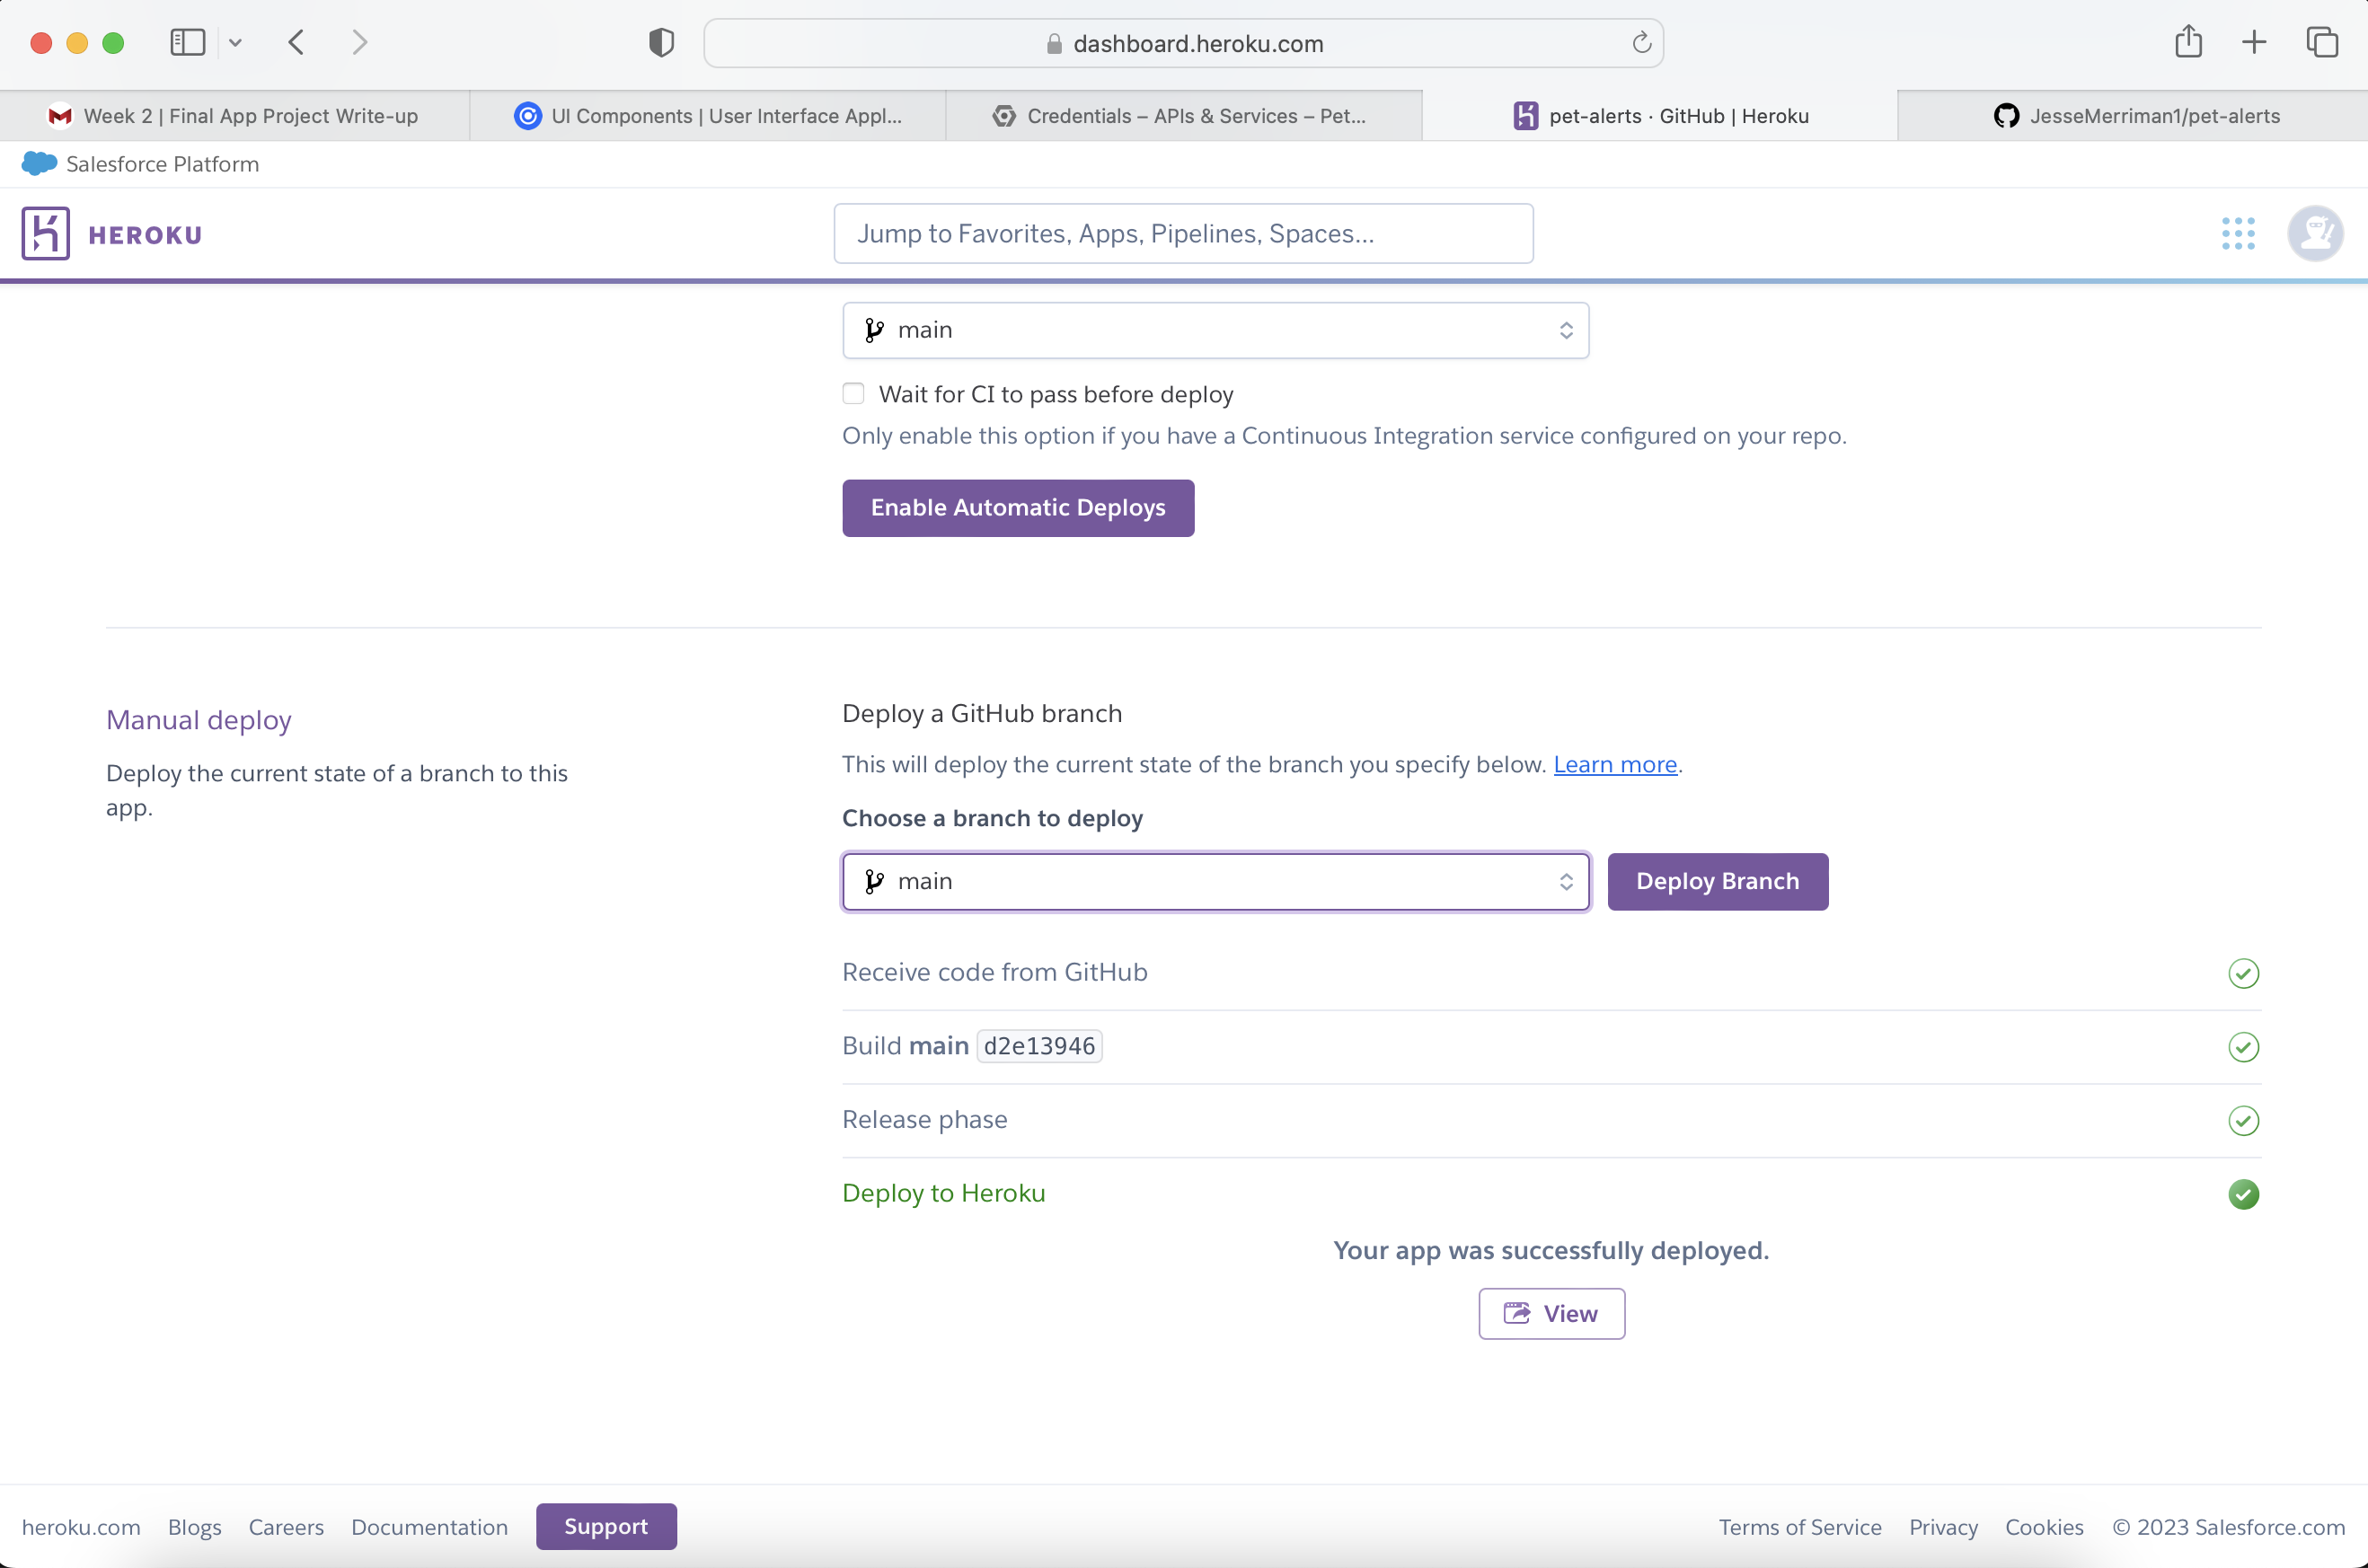 dashboard.heroku.com
Week 2 | Final App Project Write-up
UI Components | User Interface Appl...
Credentials – APIs & Services – Pet...
pet-alerts · GitHub | Heroku
JesseMerriman1/pet-alerts
Salesforce Platform
HEROKU
Jump to Favorites, Apps, Pipelines, Spaces...
main
Wait for CI to pass before deploy
Only enable this option if you have a Continuous Integration service configured on your repo.
Enable Automatic Deploys
Manual deploy
Deploy the current state of a branch to this
app.
Deploy a GitHub branch
This will deploy the current state of the branch you specify below. Learn more.
Choose a branch to deploy
main
Deploy Branch
Receive code from GitHub
Build main d2e13946
Release phase
Deploy to Heroku
Your app was successfully deployed.
View
heroku.com Blogs Careers Documentation Support
Terms of Service Privacy Cookies © 2023 Salesforce.com